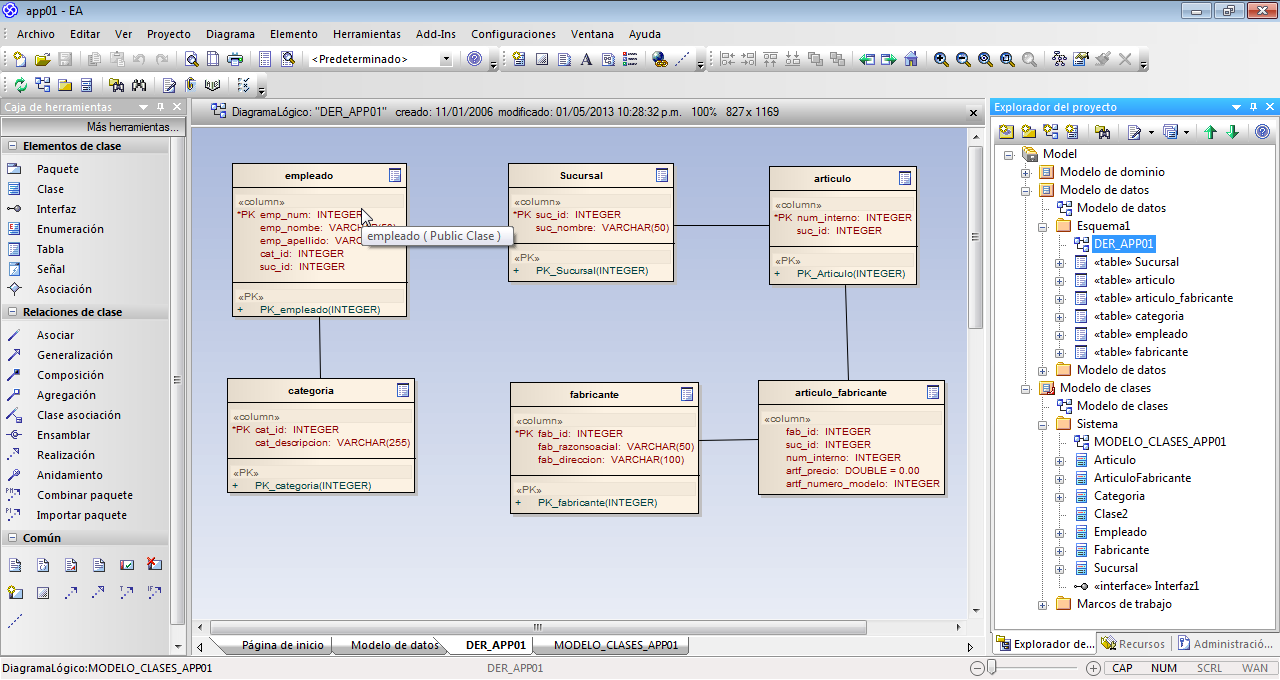 app01 - EA
Archivo Editar Ver Proyecto Diagrama Elemento Herramientas Add-Ins Configuraciones Ventana Ayuda
<Predeterminado>
Caja de herramientas
Más herramientas...
Elementos de clase
Paquete
Clase
Interfaz
Enumeración
Tabla
Señal
Asociación
Relaciones de clase
Asociar
Generalización
Composición
Agregación
Clase asociación
Ensamblar
Realización
Anidamiento
Combinar paquete
Importar paquete
Común
DiagramaLógico: "DER_APP01" creado: 11/01/2006 modificado: 01/05/2013 10:28:32 p.m. 100% 827 x 1169
empleado
«column»
*PK emp_num: INTEGER
emp_nombe: VARCHAR(50)
emp_apellido: VARC
cat_id: INTEGER
suc_id: INTEGER
«PK»
+ PK_empleado(INTEGER)
empleado ( Public Clase )
Sucursal
«column»
*PK suc_id: INTEGER
suc_nombre: VARCHAR(50)
«PK»
+ PK_Sucursal(INTEGER)
articulo
«column»
*PK num_interno: INTEGER
suc_id: INTEGER
«PK»
+ PK_Articulo(INTEGER)
categoria
«column»
*PK cat_id: INTEGER
cat_descripcion: VARCHAR(255)
«PK»
+ PK_categoria(INTEGER)
fabricante
«column»
*PK fab_id: INTEGER
fab_razonsoacial: VARCHAR(50)
fab_direccion: VARCHAR(100)
«PK»
+ PK_fabricante(INTEGER)
articulo_fabricante
«column»
fab_id: INTEGER
suc_id: INTEGER
num_interno: INTEGER
artf_precio: DOUBLE = 0.00
artf_numero_modelo: INTEGER
Página de inicio Modelo de datos DER_APP01 MODELO_CLASES_APP01
Explorador del proyecto
Model
Modelo de dominio
Modelo de datos
Modelo de datos
Esquema1
DER_APP01
«table» Sucursal
«table» articulo
«table» articulo_fabricante
«table» categoria
«table» empleado
«table» fabricante
Modelo de datos
Modelo de clases
Modelo de clases
Sistema
MODELO_CLASES_APP01
Articulo
ArticuloFabricante
Categoria
Clase2
Empleado
Fabricante
Sucursal
«interface» Interfaz1
Marcos de trabajo
Explorador de... Recursos Administració...
DiagramaLógico:MODELO_CLASES_APP01 DER_APP01 CAP NUM SCRL WAN